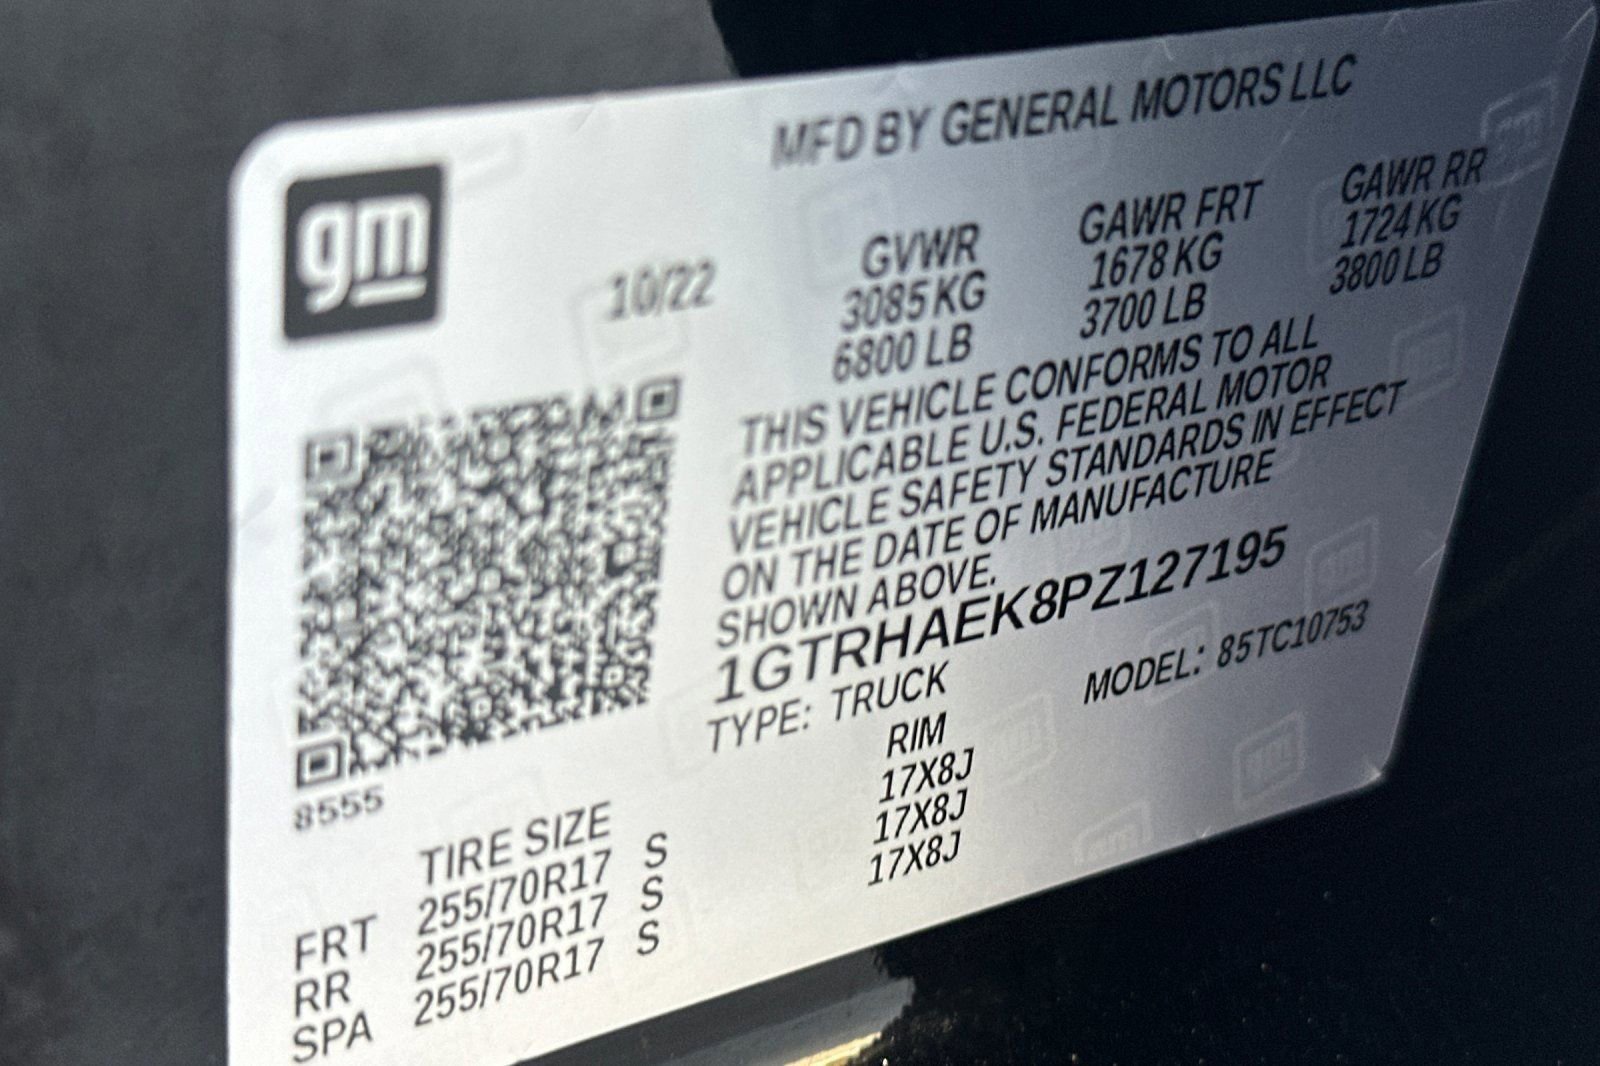 gm
MFD BY GENERAL MOTORS LLC
10/22
GVWR GAWR FRT GAWR RR
3085 KG 1678 KG 1724 KG
6800 LB 3700 LB 3800 LB
THIS VEHICLE CONFORMS TO ALL
APPLICABLE U.S. FEDERAL MOTOR
VEHICLE SAFETY STANDARDS IN EFFECT
ON THE DATE OF MANUFACTURE
SHOWN ABOVE.
1GTRHAEK8PZ127195
TYPE: TRUCK MODEL: 85TC10753
8555
TIRE SIZE RIM
FRT 255/70R17 S 17X8J
RR 255/70R17 S 17X8J
SPA 255/70R17 S 17X8J